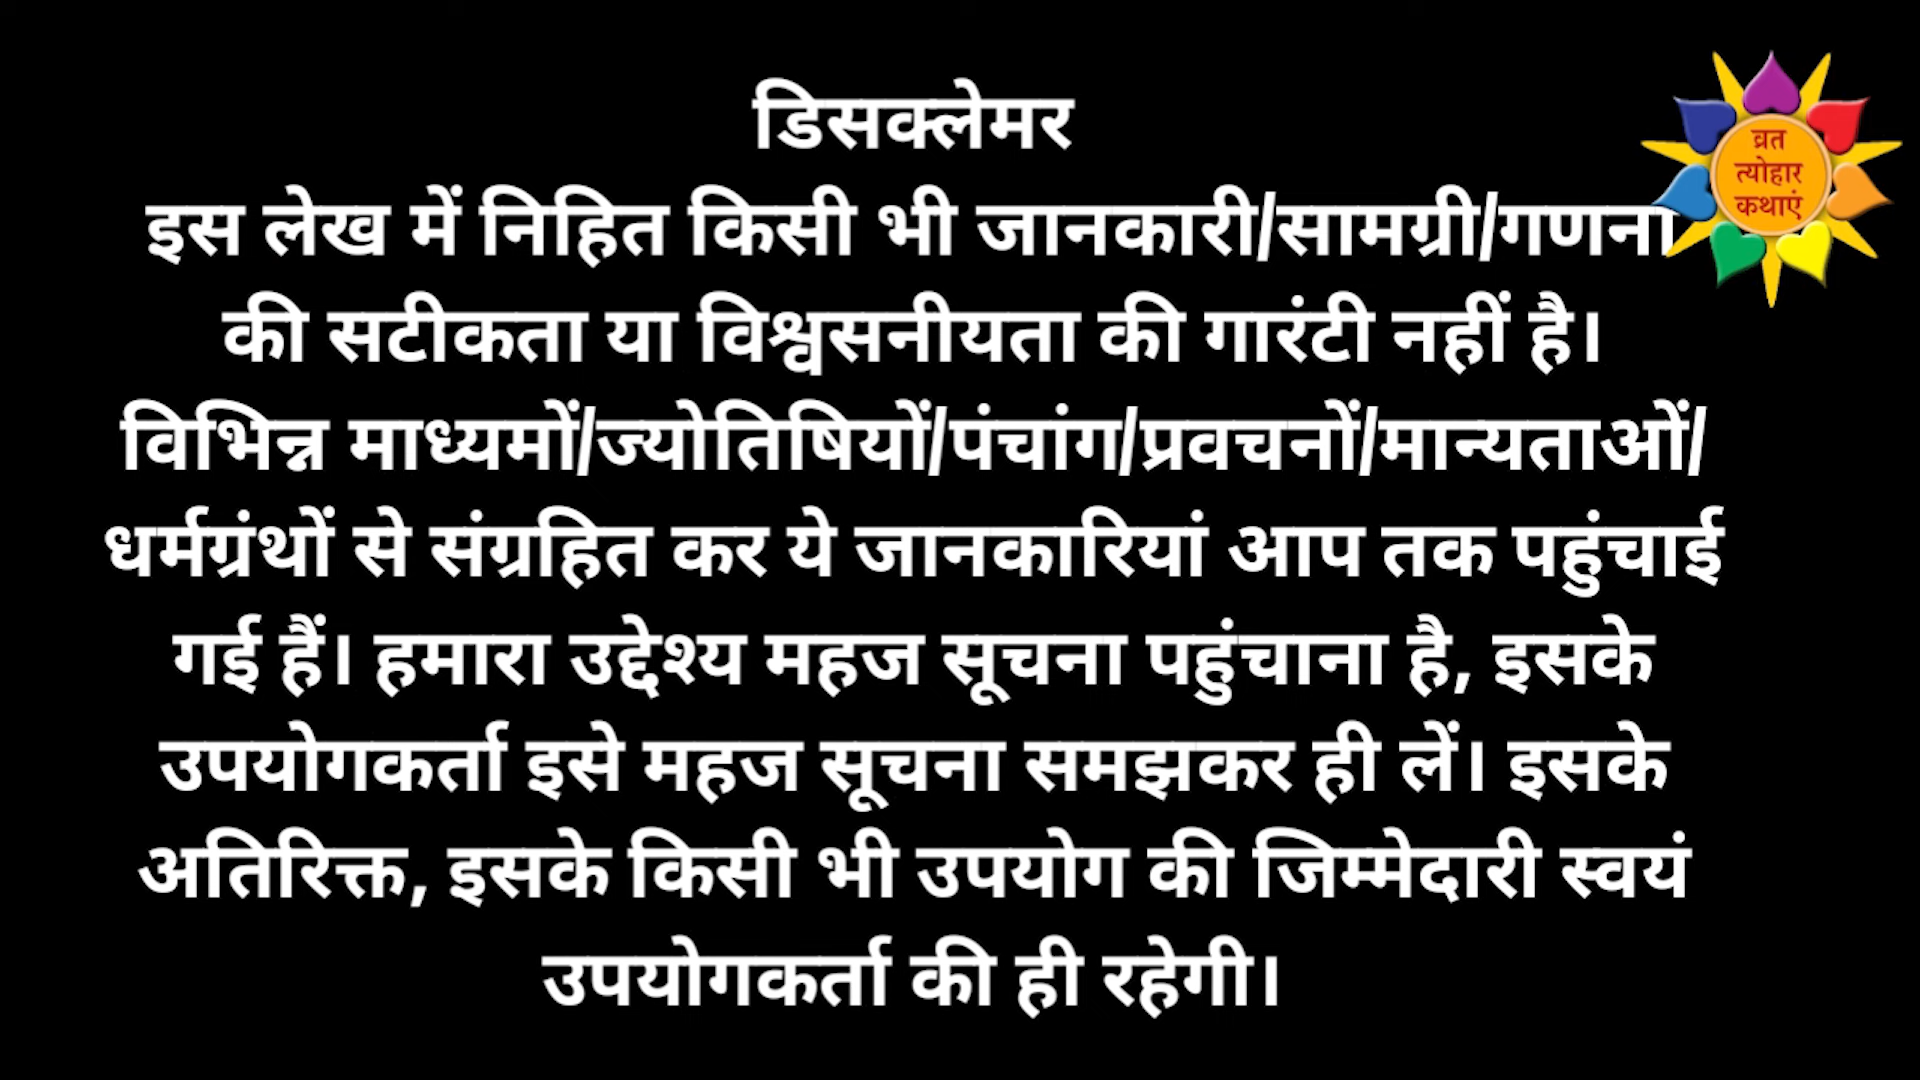 डिसक्लेमर
इस लेख में निहित किसी भी जानकारी/सामग्री/गणना
की सटीकता या विश्वसनीयता की गारंटी नहीं है।
विभिन्न माध्यमों/ज्योतिषियों/पंचांग/प्रवचनों/मान्यताओं/
धर्मग्रंथों से संग्रहित कर ये जानकारियां आप तक पहुंचाई
गई हैं। हमारा उद्देश्य महज सूचना पहुंचाना है, इसके
उपयोगकर्ता इसे महज सूचना समझकर ही लें। इसके
अतिरिक्त, इसके किसी भी उपयोग की जिम्मेदारी स्वयं
उपयोगकर्ता की ही रहेगी।
व्रत
त्योहार
कथाएं